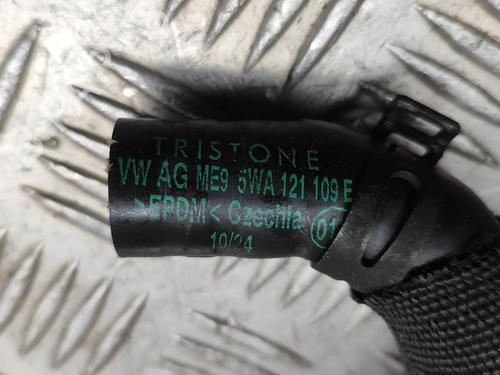 TRISTONE
VW AG ME9 5WA 121 109 E
>EPDM< Czechia 01
10/24